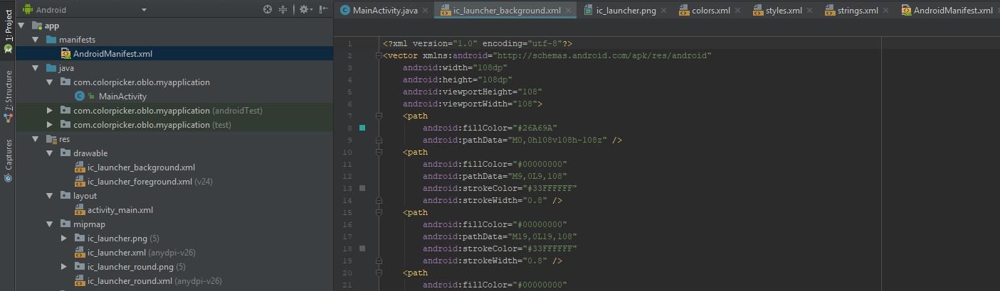 1: Project
7: Structure
Captures
Android
app
manifests
AndroidManifest.xml
java
com.colorpicker.oblo.myapplication
MainActivity
com.colorpicker.oblo.myapplication (androidTest)
com.colorpicker.oblo.myapplication (test)
res
drawable
ic_launcher_background.xml
ic_launcher_foreground.xml (v24)
layout
activity_main.xml
mipmap
ic_launcher.png (5)
ic_launcher.xml (anydpi-v26)
ic_launcher_round.png (5)
ic_launcher_round.xml (anydpi-v26)
MainActivity.java × ic_launcher_background.xml × ic_launcher.png × colors.xml × styles.xml × strings.xml × AndroidManifest.xml ×
1 <?xml version="1.0" encoding="utf-8"?>
2 <vector xmlns:android="http://schemas.android.com/apk/res/android"
3 android:width="108dp"
4 android:height="108dp"
5 android:viewportHeight="108"
6 android:viewportWidth="108">
7 <path
8 android:fillColor="#26A69A"
9 android:pathData="M0,0h108v108h-108z" />
10 <path
11 android:fillColor="#00000000"
12 android:pathData="M9,0L9,108"
13 android:strokeColor="#33FFFFFF"
14 android:strokeWidth="0.8" />
15 <path
16 android:fillColor="#00000000"
17 android:pathData="M19,0L19,108"
18 android:strokeColor="#33FFFFFF"
19 android:strokeWidth="0.8" />
20 <path
21 android:fillColor="#00000000"